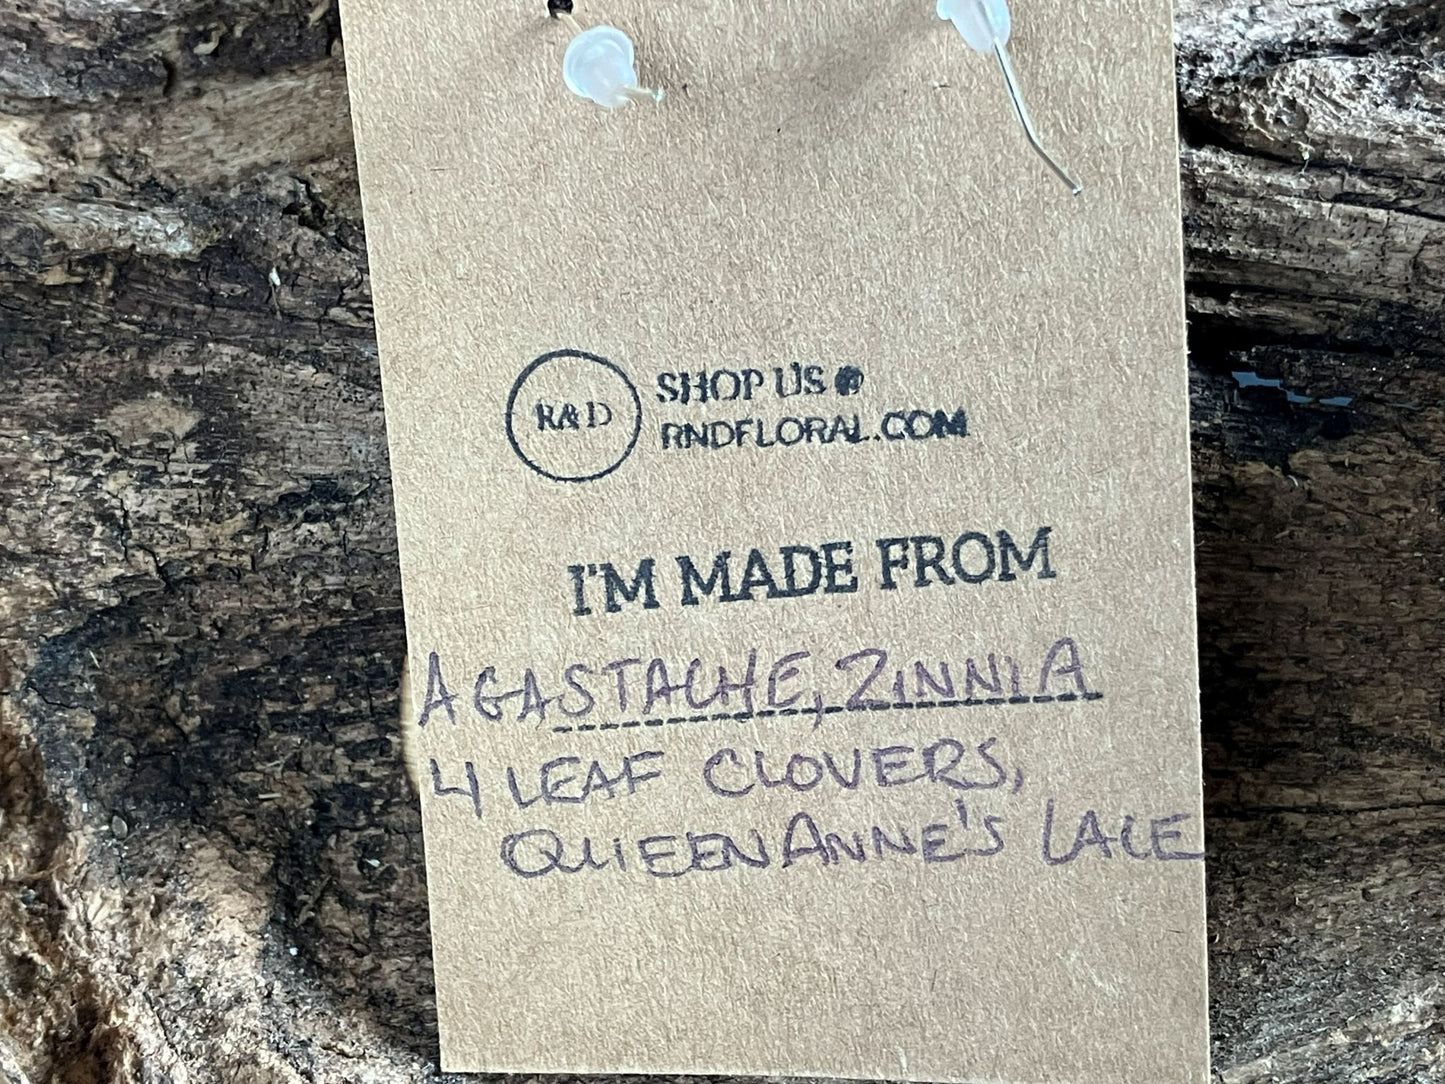 R&D
SHOP US @
RNDFLORAL.COM
I'M MADE FROM
AGASTACHE, ZINNIA
4 LEAF CLOVERS,
QUEEN ANNE'S LACE